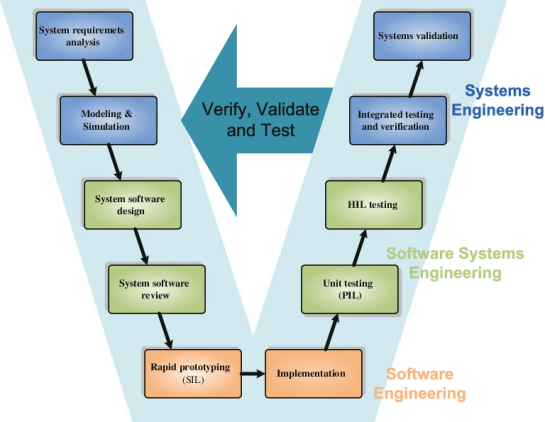 System requiremets
analysis
Modeling &
Simulation
System software
design
System software
review
Rapid prototyping
(SIL)
Implementation
Unit testing
(PIL)
HIL testing
Integrated testing
and verification
Systems validation
Verify, Validate
and Test
Systems
Engineering
Software Systems
Engineering
Software
Engineering